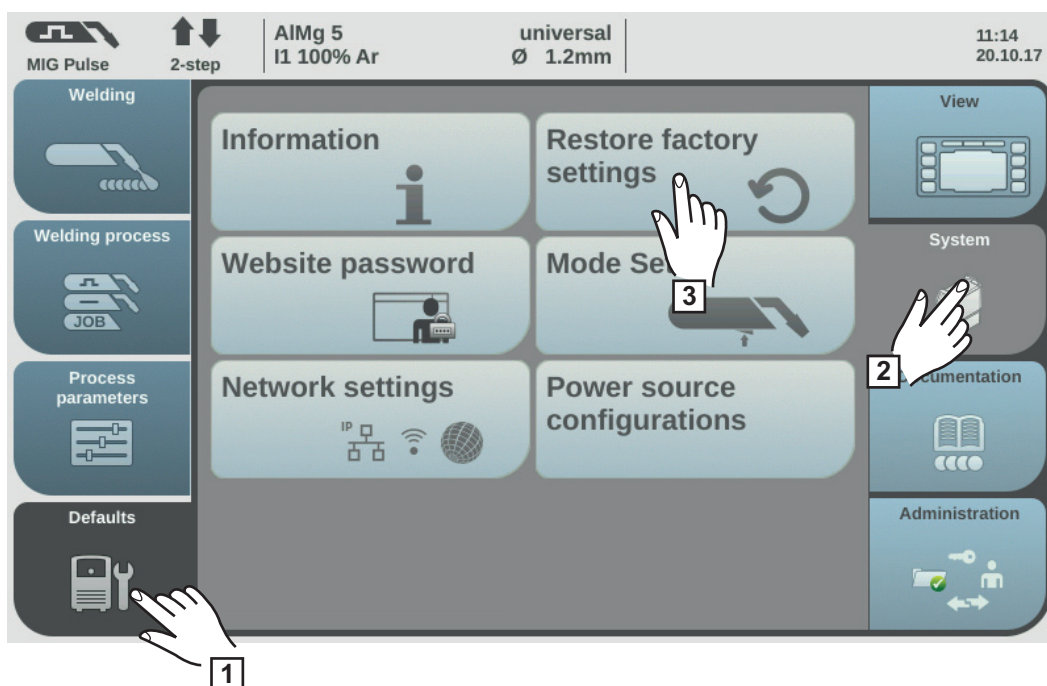 MIG Pulse
2-step
AlMg 5
I1 100% Ar
universal
Ø 1.2mm
11:14
20.10.17
Welding
Welding process
JOB
Process
parameters
Defaults
Information
Restore factory
settings
Website password
Mode Se
Network settings
IP
Power source
configurations
View
System
Documentation
Administration
1
2
3